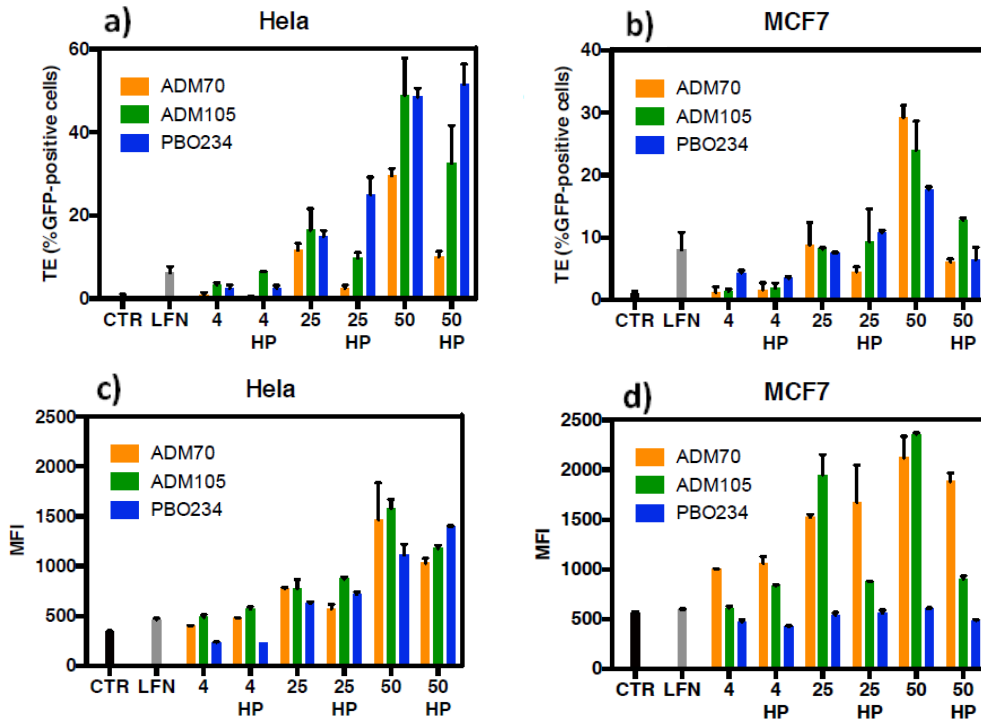 a)
Hela
TE (%GFP-positive cells)
60
40
20
0
ADM70
ADM105
PBO234
CTR LFN 4 4 25 25 50 50
HP HP HP
b)
MCF7
TE (%GFP-positive cells)
40
30
20
10
0
ADM70
ADM105
PBO234
CTR LFN 4 4 25 25 50 50
HP HP HP
c)
Hela
MFI
2500
2000
1500
1000
500
0
ADM70
ADM105
PBO234
CTR LFN 4 4 25 25 50 50
HP HP HP
d)
MCF7
MFI
2500
2000
1500
1000
500
0
ADM70
ADM105
PBO234
CTR LFN 4 4 25 25 50 50
HP HP HP